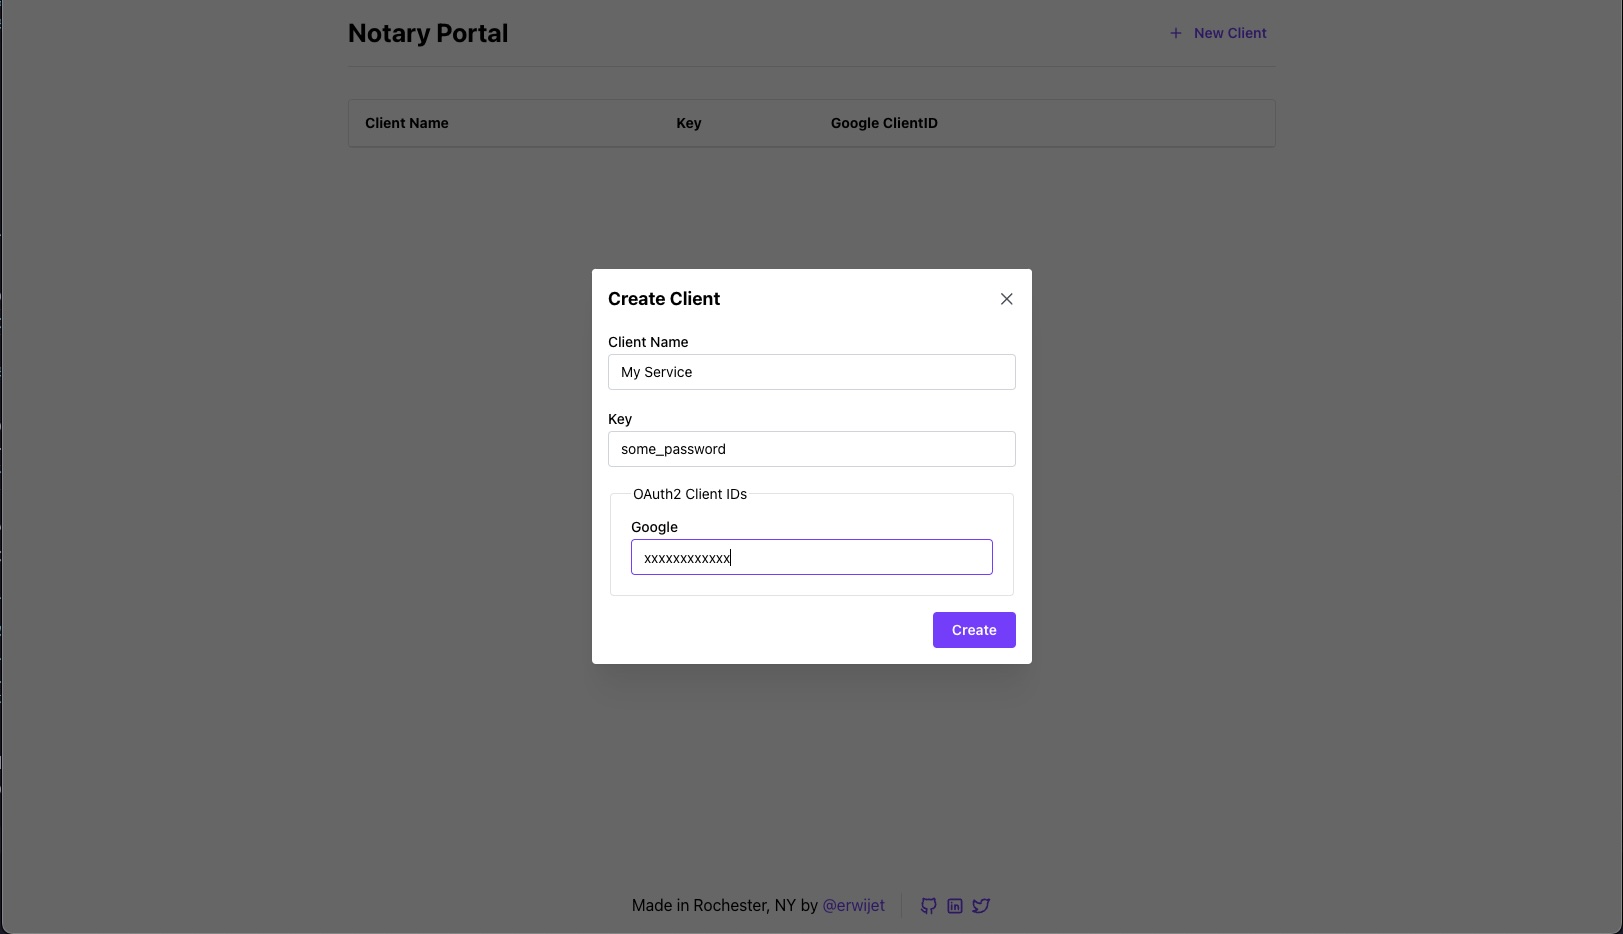 Notary Portal
New Client
Client Name Key Google ClientID
Create Client
Client Name
My Service
Key
some_password
OAuth2 Client IDs
Google
xxxxxxxxxxxx
Create
Made in Rochester, NY by @erwijet